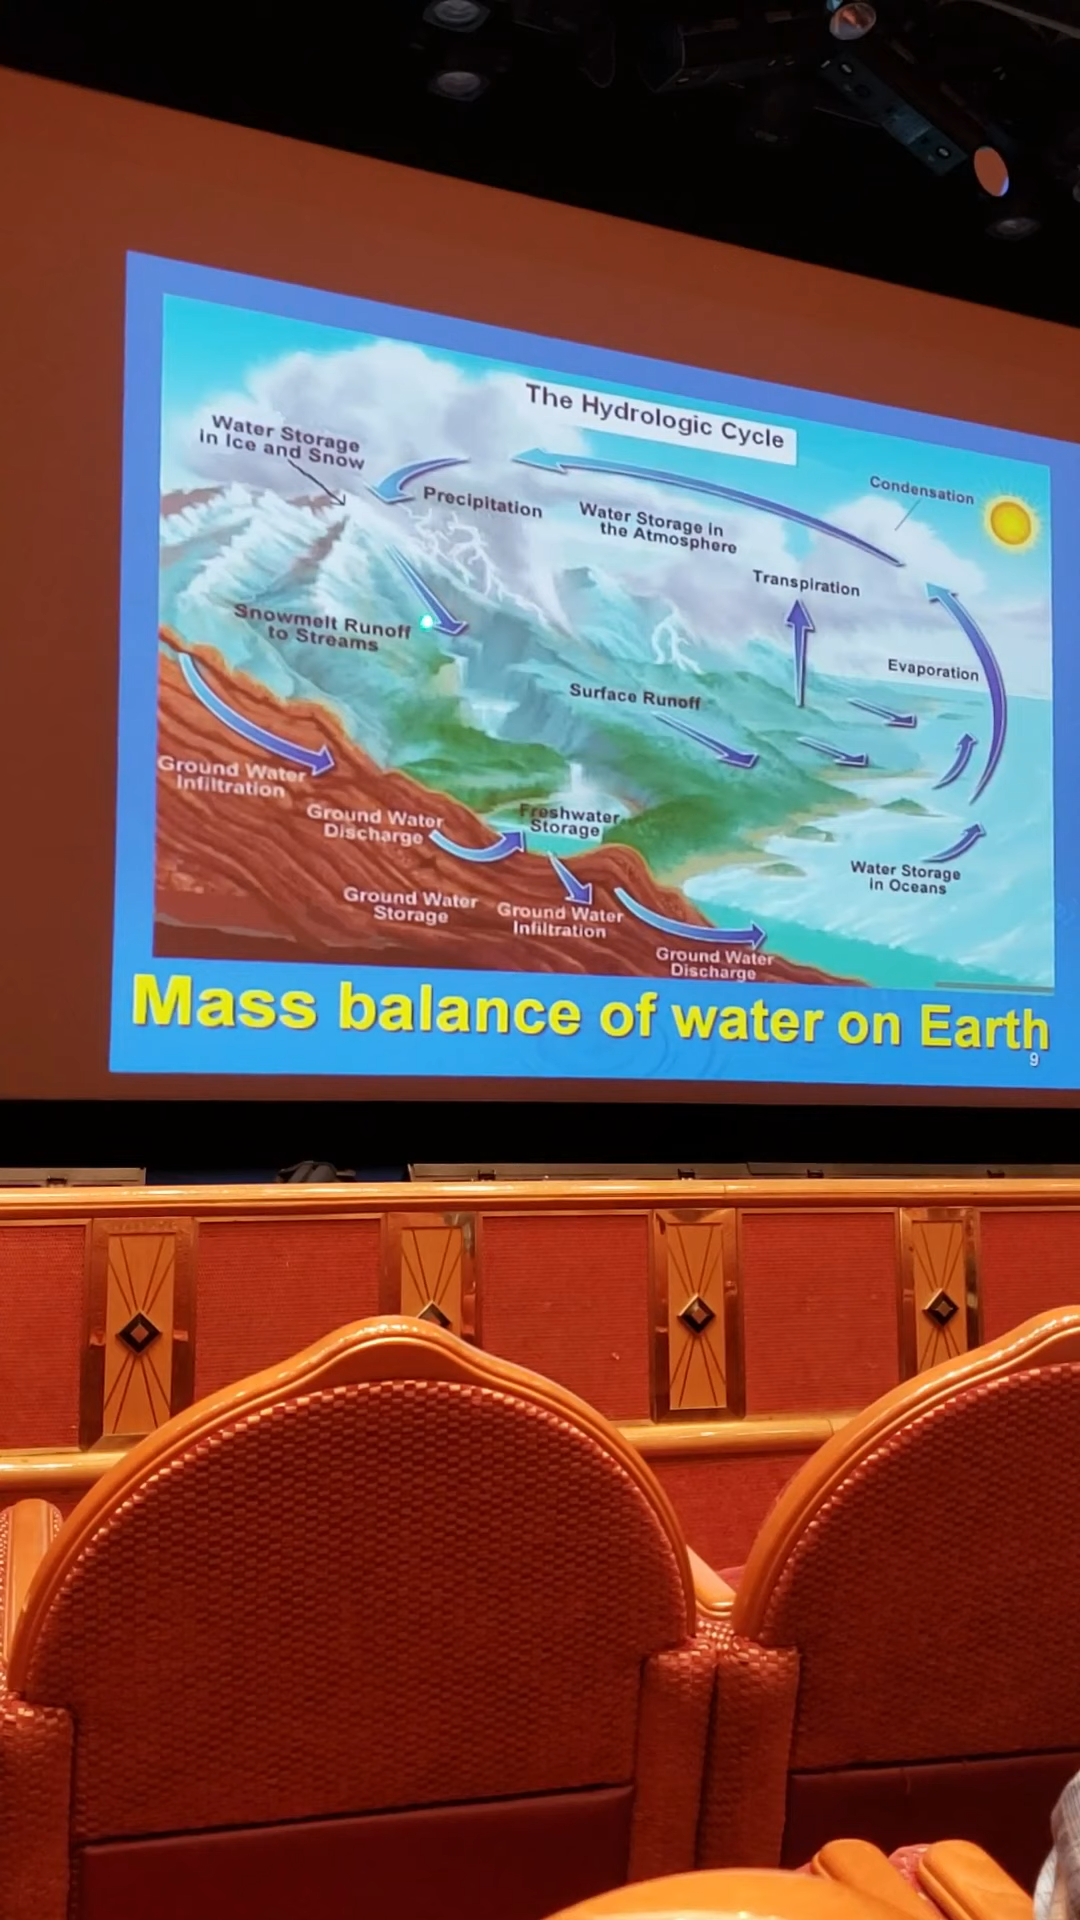 The Hydrologic Cycle
Water Storage
in Ice and Snow
Precipitation
Water Storage in
the Atmosphere
Condensation
Transpiration
Snowmelt Runoff
to Streams
Surface Runoff
Evaporation
Ground Water
Infiltration
Ground Water
Discharge
Freshwater
Storage
Water Storage
in Oceans
Ground Water
Storage
Ground Water
Infiltration
Ground Water
Discharge
Mass balance of water on Earth
9